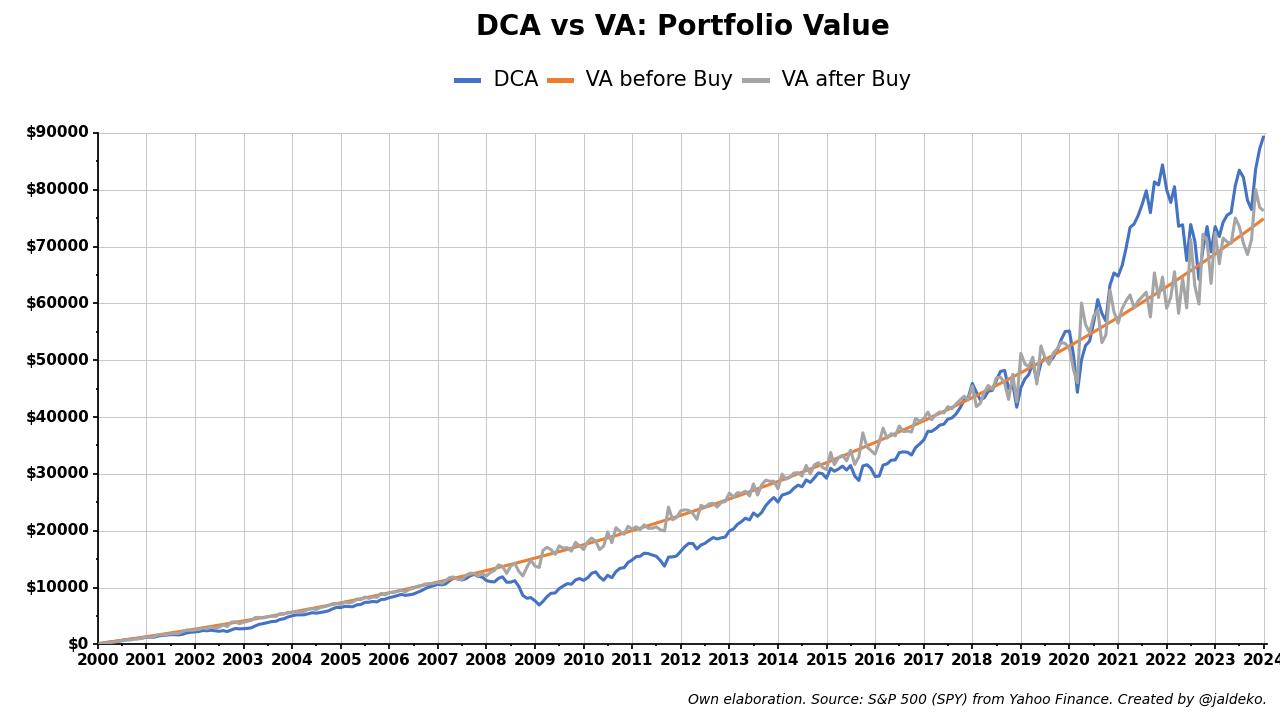 DCA vs VA: Portfolio Value
DCA VA before Buy VA after Buy
$90000
$80000
$70000
$60000
$50000
$40000
$30000
$20000
$10000
$0
2000 2001 2002 2003 2004 2005 2006 2007 2008 2009 2010 2011 2012 2013 2014 2015 2016 2017 2018 2019 2020 2021 2022 2023 2024
Own elaboration. Source: S&P 500 (SPY) from Yahoo Finance. Created by @jaldeko.